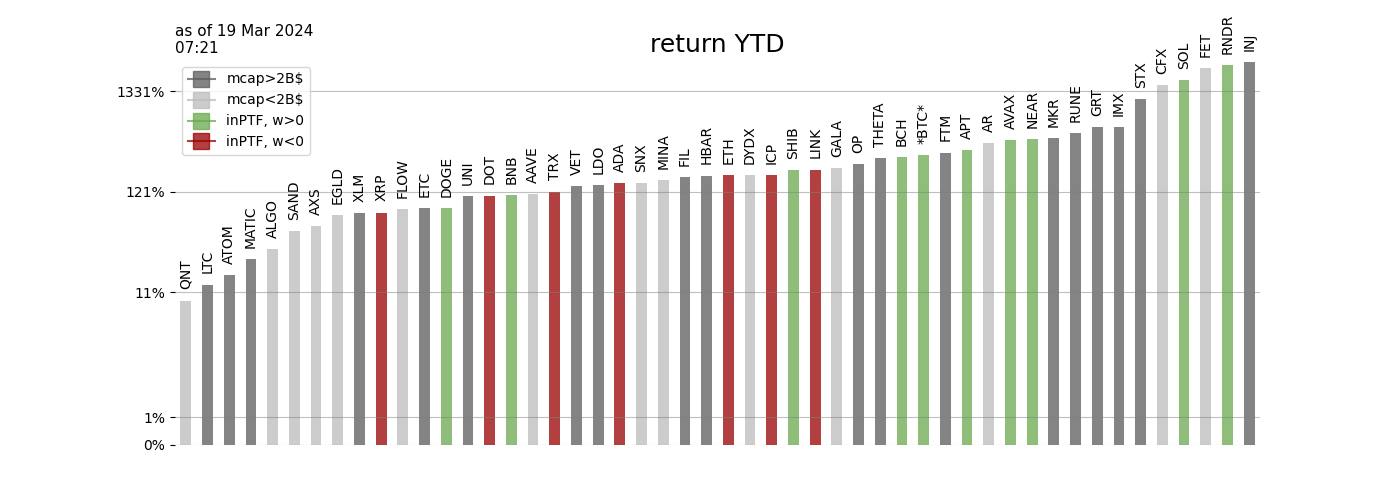 as of 19 Mar 2024
07:21
return YTD
mcap>2B$
mcap<2B$
inPTF, w>0
inPTF, w<0
1331%
121%
11%
1%
0%
QNT
LTC
ATOM
MATIC
ALGO
SAND
AXS
EGLD
XLM
XRP
FLOW
ETC
DOGE
UNI
DOT
BNB
AAVE
TRX
VET
LDO
ADA
SNX
MINA
FIL
HBAR
ETH
DYDX
ICP
SHIB
LINK
GALA
OP
THETA
BCH
*BTC*
FTM
APT
AR
AVAX
NEAR
MKR
RUNE
GRT
IMX
STX
CFX
SOL
FET
RNDR
INJ